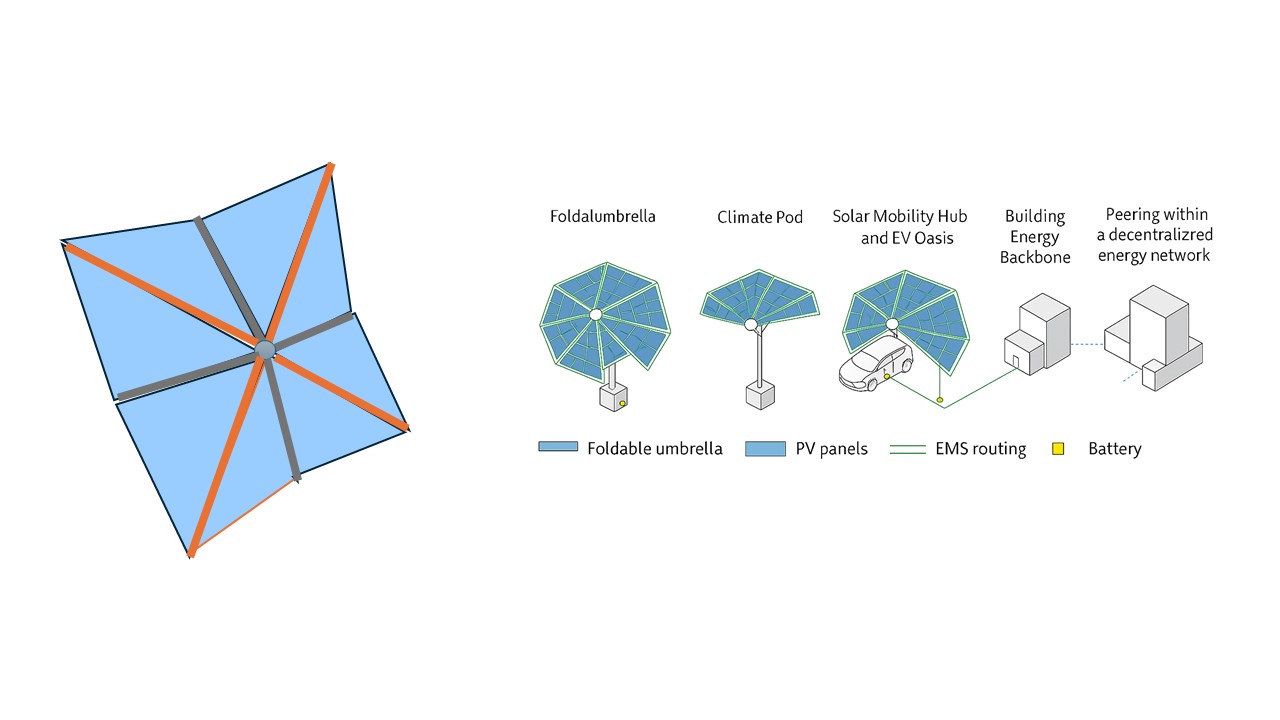 Foldalumbrella
Climate Pod
Solar Mobility Hub
and EV Oasis
Building
Energy
Backbone
Peering within
a decentralizred
energy network
Foldable umbrella
PV panels
EMS routing
Battery